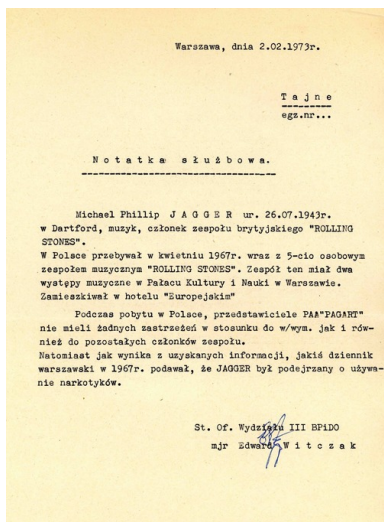 Warszawa, dnia 2.02.1973r.
T a j n e
egz.nr...
N o t a t k a  s ł u ż b o w a.
Michael Phillip J A G G E R ur. 26.07.1943r.
w Dartford, muzyk, członek zespołu brytyjskiego "ROLLING
STONES".
W Polsce przebywał w kwietniu 1967r. wraz z 5-cio osobowym
zespołem muzycznym "ROLLING STONES". Zespół ten miał dwa
występy muzyczne w Pałacu Kultury i Nauki w Warszawie.
Zamieszkiwał w hotelu "Europejskim"
Podczas pobytu w Polsce, przedstawiciele PAA"PAGART"
nie mieli żadnych zastrzeżeń w stosunku do w/wym. jak i rów-
nież do pozostałych członków zespołu.
Natomiast jak wynika z uzyskanych informacji, jakiś dziennik
warszawski w 1967r. podawał, że JAGGER był podejrzany o używa-
nie narkotyków.
St. Of. Wydziału III BPiDO
mjr Edward W i t c z a k